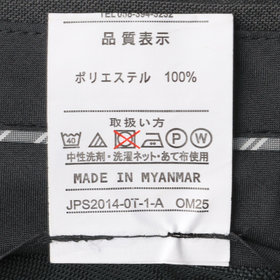 品質表示
ポリエステル 100%
取扱い方
40 P W
中性洗剤・洗濯ネット・あて布使用
MADE IN MYANMAR
JPS2014-0T-1-A OM25